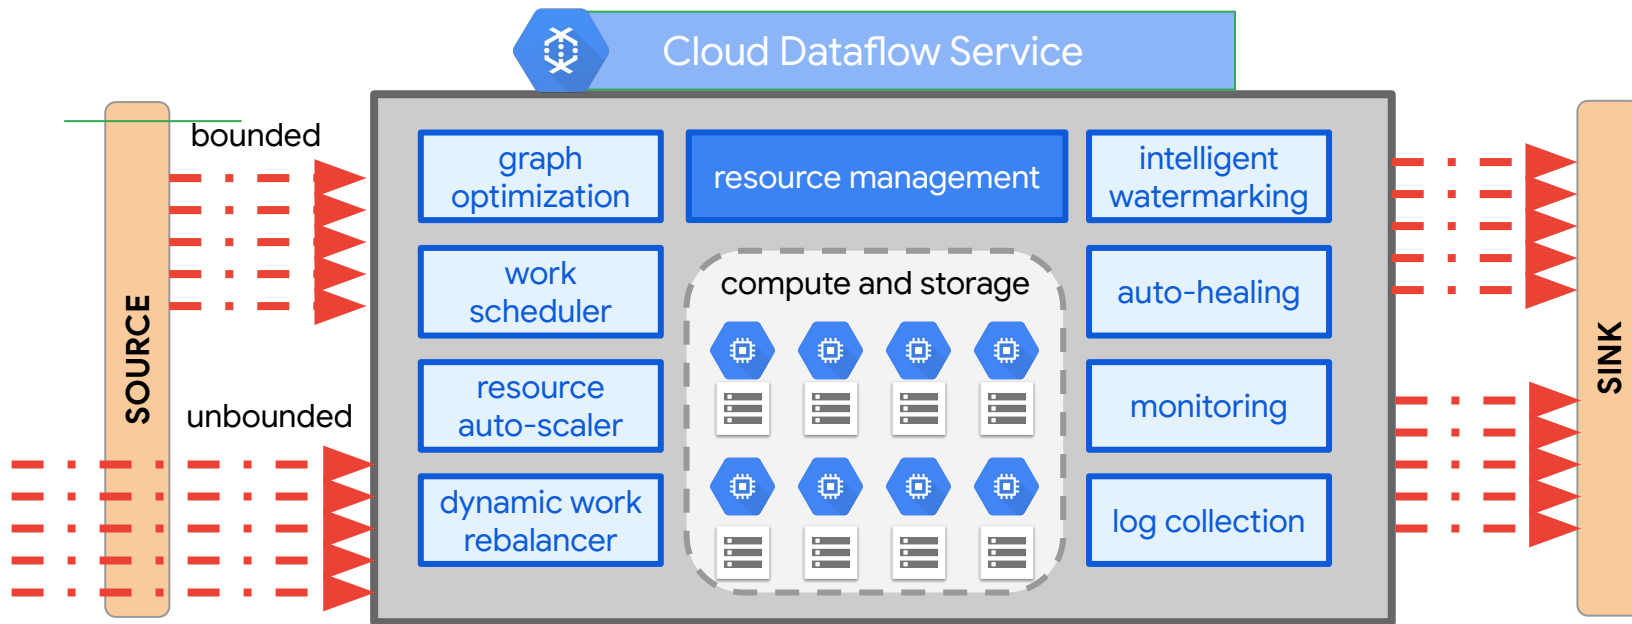 Cloud Dataflow Service
SOURCE
bounded
unbounded
graph
optimization
work
scheduler
resource
auto-scaler
dynamic work
rebalancer
resource management
compute and storage
intelligent
watermarking
auto-healing
monitoring
log collection
SINK